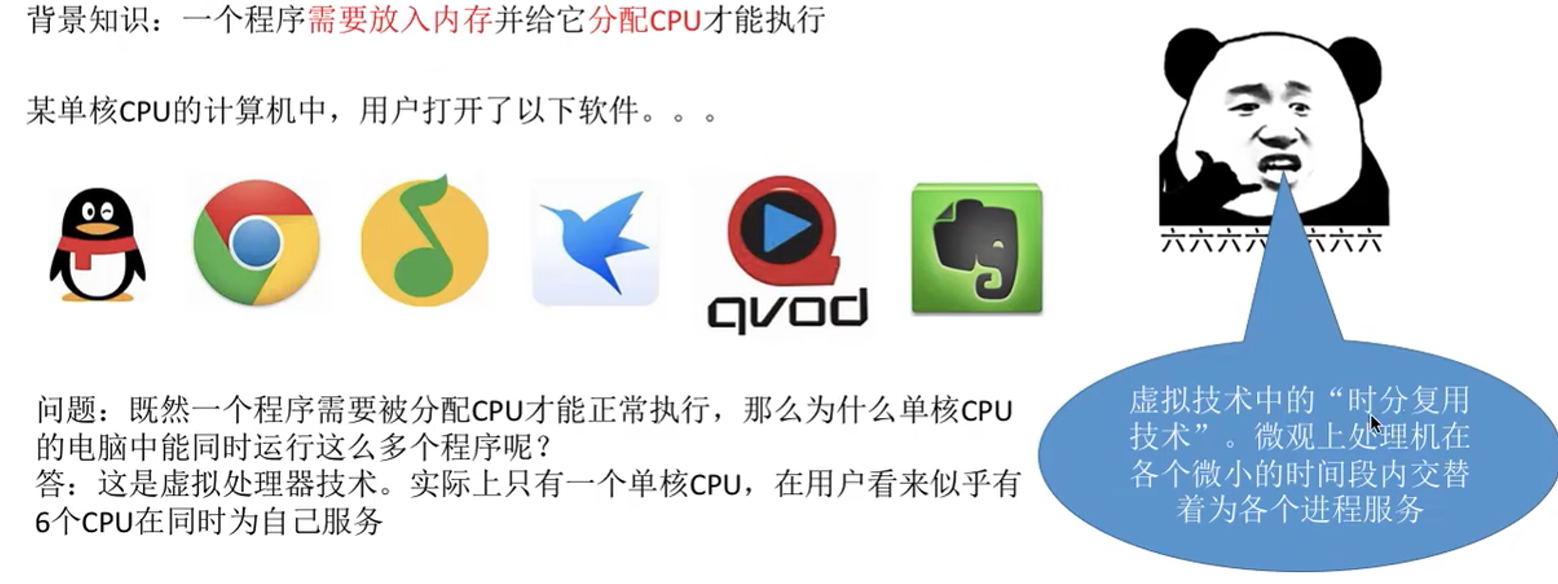 背景知识：一个程序需要放入内存并给它分配CPU才能执行
某单核CPU的计算机中，用户打开了以下软件。。。
qvod
六六六六六六六
问题：既然一个程序需要被分配CPU才能正常执行，那么为什么单核CPU
的电脑中能同时运行这么多个程序呢？
答：这是虚拟处理器技术。实际上只有一个单核CPU，在用户看来似乎有
6个CPU在同时为自己服务
虚拟技术中的“时分复用
技术”。微观上处理机在
各个微小的时间段内交替
着为各个进程服务